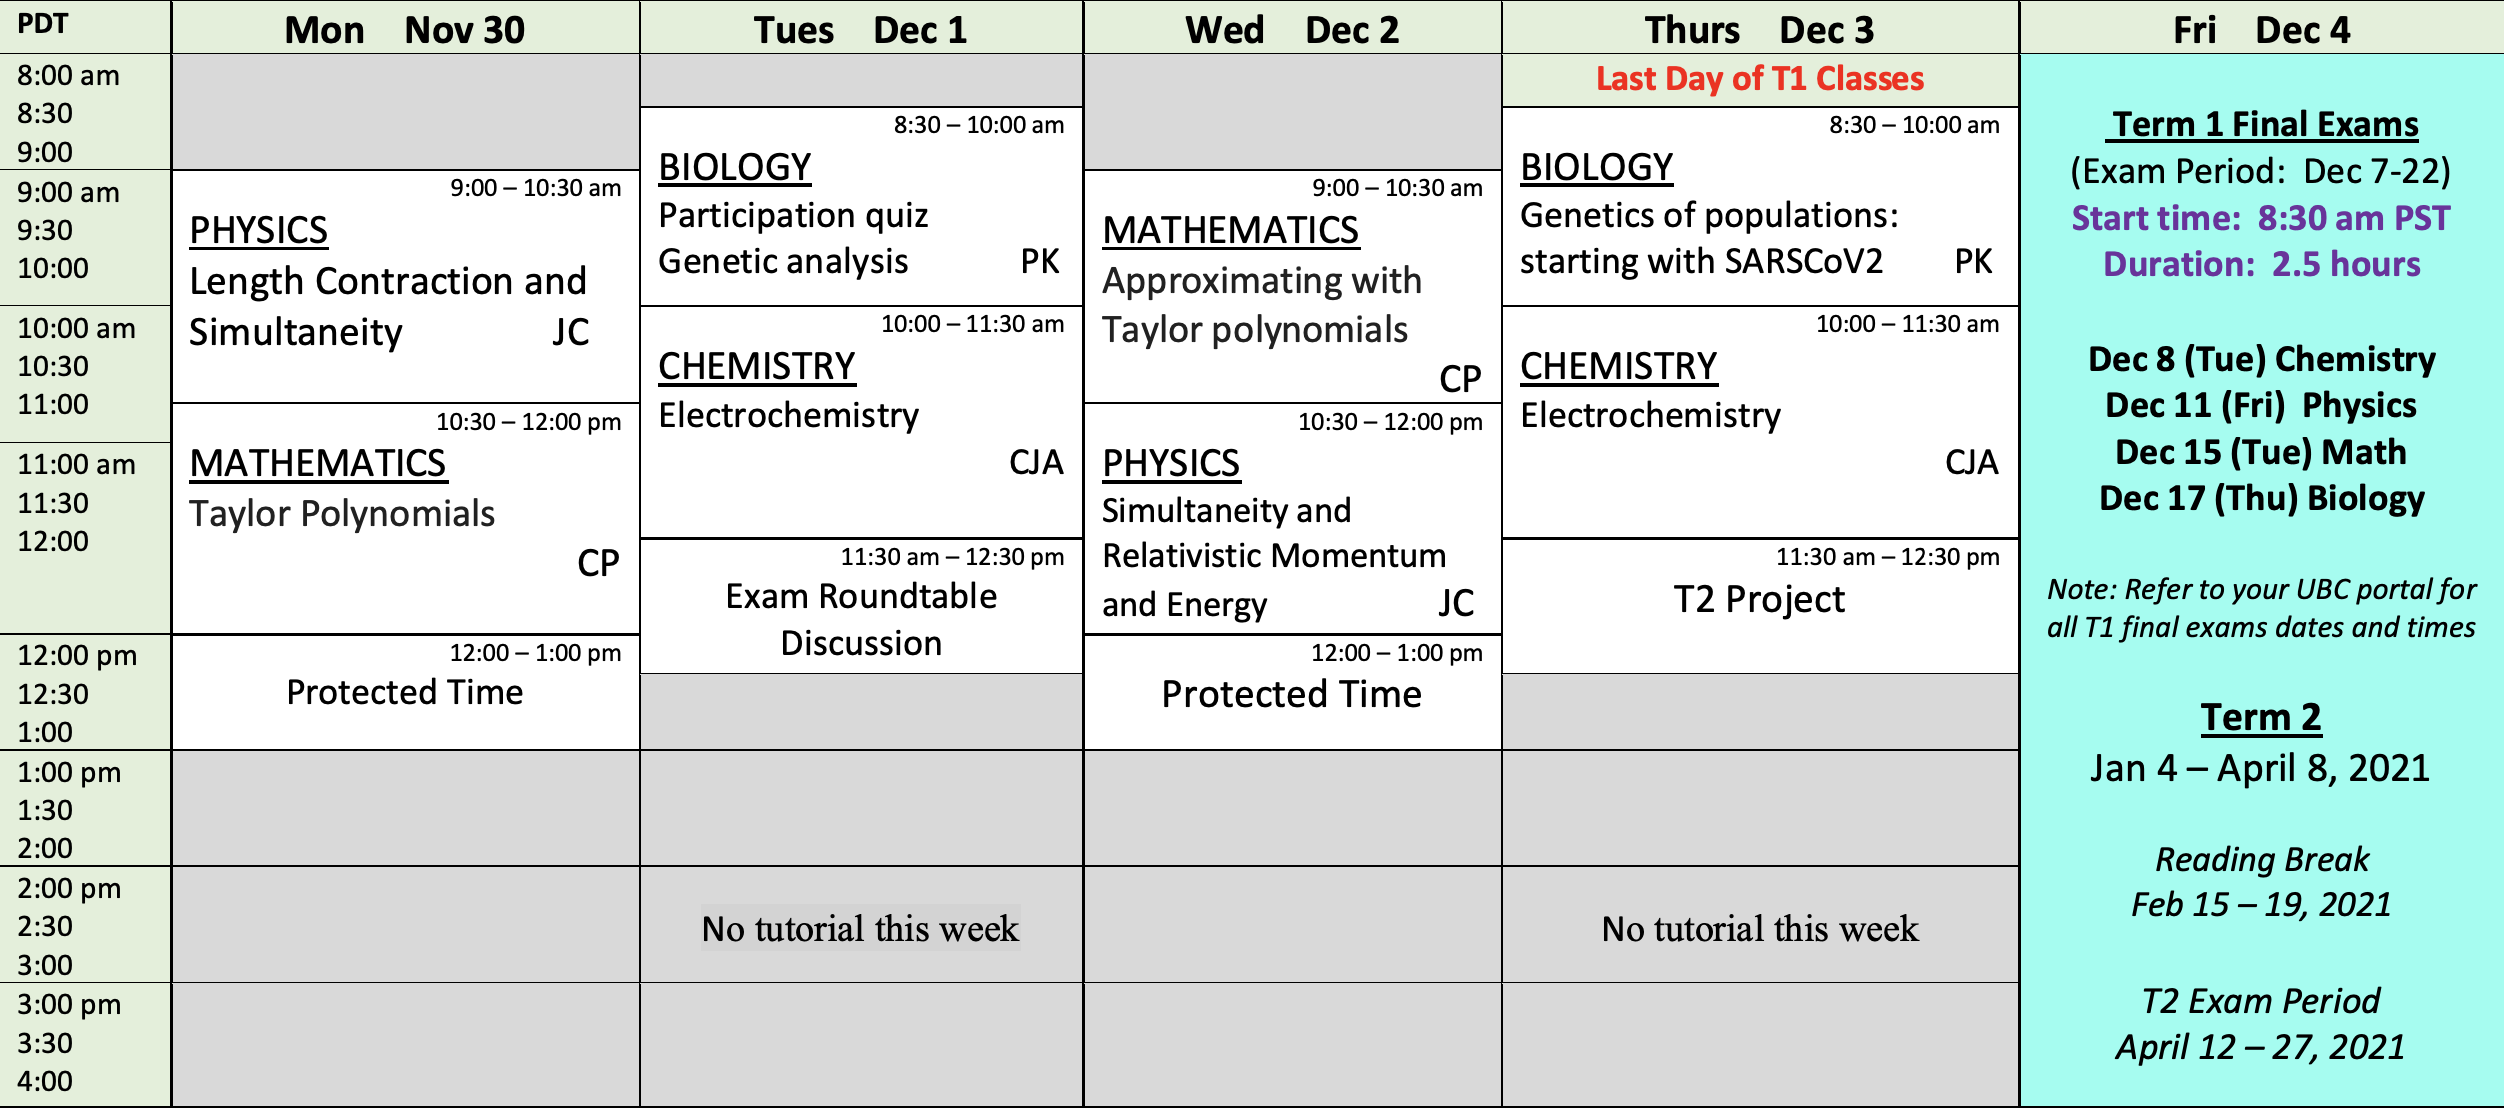 PDT
Mon Nov 30
Tues Dec 1
Wed Dec 2
Thurs Dec 3
Fri Dec 4
8:00 am
8:30
9:00
9:00 am
9:30
10:00
10:00 am
10:30
11:00
11:00 am
11:30
12:00
12:00 pm
12:30
1:00
1:00 pm
1:30
2:00
2:00 pm
2:30
3:00
3:00 pm
3:30
4:00
9:00 – 10:30 am
PHYSICS
Length Contraction and
Simultaneity JC
10:30 – 12:00 pm
MATHEMATICS
Taylor Polynomials
CP
12:00 – 1:00 pm
Protected Time
8:30 – 10:00 am
BIOLOGY
Participation quiz
Genetic analysis PK
10:00 – 11:30 am
CHEMISTRY
Electrochemistry
CJA
11:30 am – 12:30 pm
Exam Roundtable
Discussion
No tutorial this week
9:00 – 10:30 am
MATHEMATICS
Approximating with
Taylor polynomials
CP
10:30 – 12:00 pm
PHYSICS
Simultaneity and
Relativistic Momentum
and Energy JC
12:00 – 1:00 pm
Protected Time
Last Day of T1 Classes
8:30 – 10:00 am
BIOLOGY
Genetics of populations:
starting with SARSCoV2 PK
10:00 – 11:30 am
CHEMISTRY
Electrochemistry
CJA
11:30 am – 12:30 pm
T2 Project
No tutorial this week
Term 1 Final Exams
(Exam Period: Dec 7-22)
Start time: 8:30 am PST
Duration: 2.5 hours
Dec 8 (Tue) Chemistry
Dec 11 (Fri) Physics
Dec 15 (Tue) Math
Dec 17 (Thu) Biology
Note: Refer to your UBC portal for
all T1 final exams dates and times
Term 2
Jan 4 – April 8, 2021
Reading Break
Feb 15 – 19, 2021
T2 Exam Period
April 12 – 27, 2021